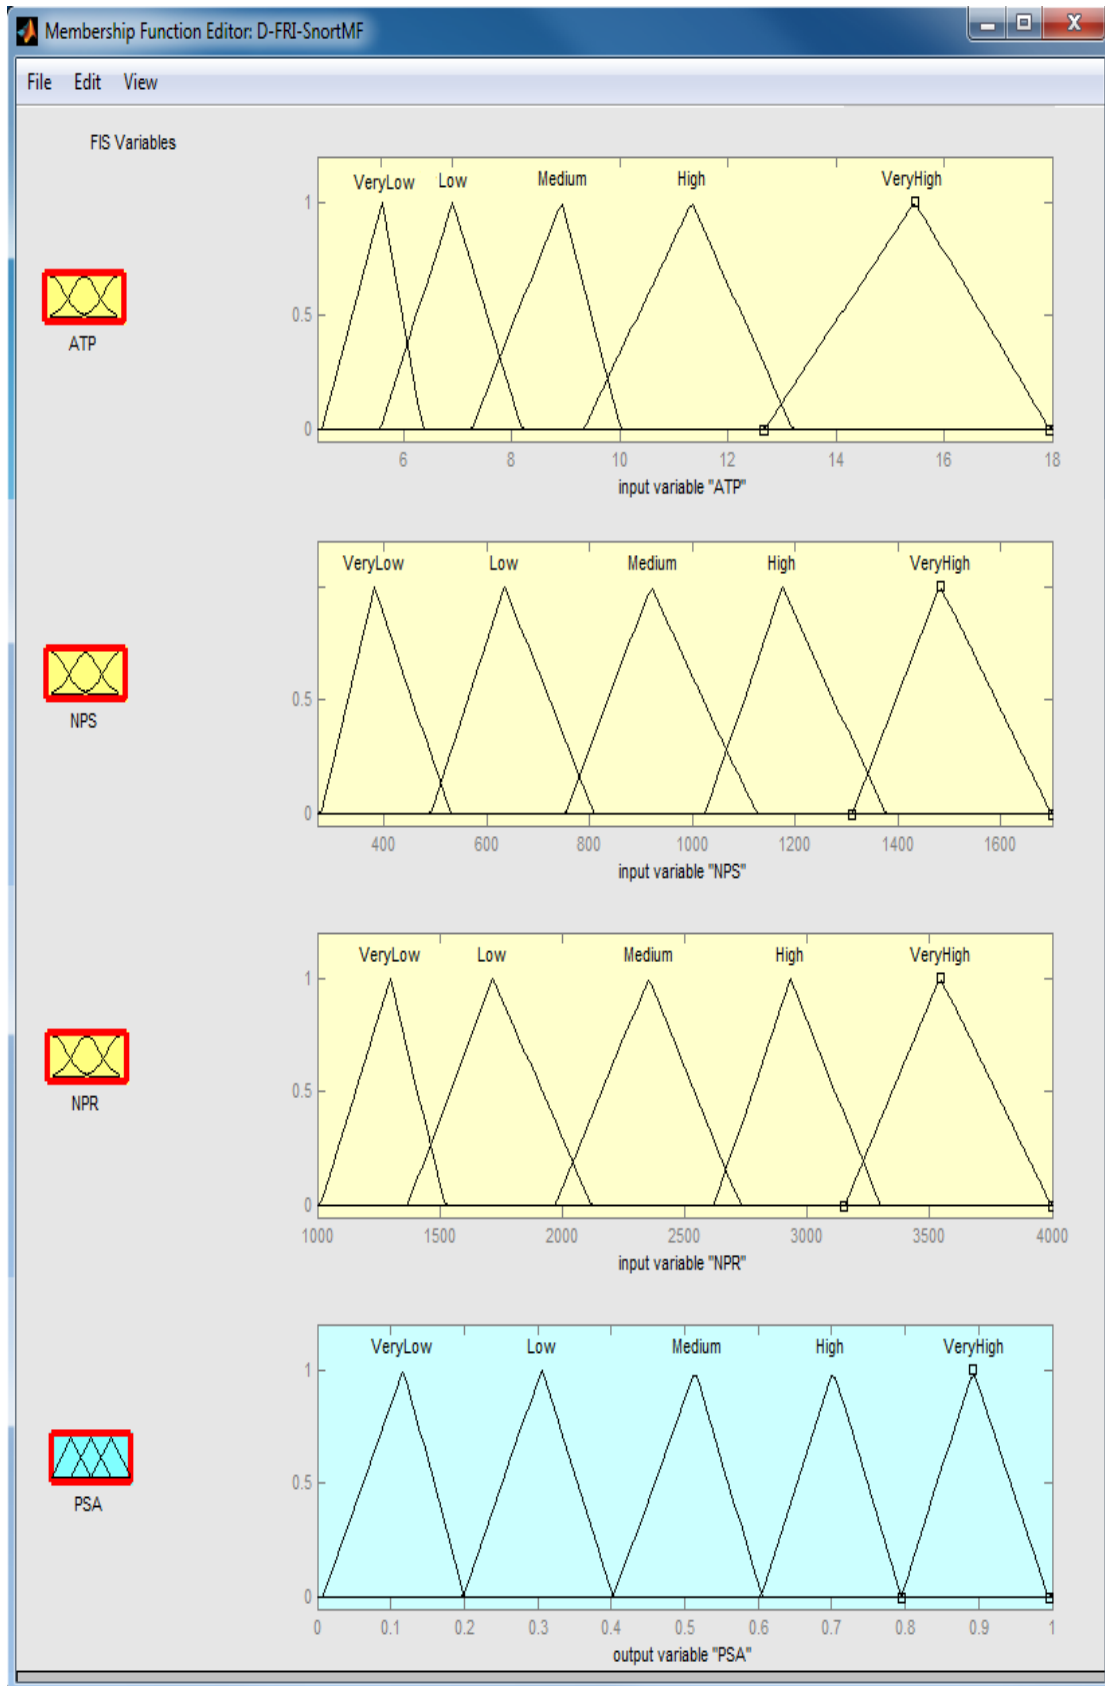 Membership Function Editor: D-FRI-SnortMF
File Edit View
FIS Variables
VeryLow Low Medium High VeryHigh
1
0.5
0
6 8 10 12 14 16 18
input variable "ATP"
ATP
VeryLow Low Medium High VeryHigh
0.5
0
400 600 800 1000 1200 1400 1600
input variable "NPS"
NPS
VeryLow Low Medium High VeryHigh
1
0.5
0
1000 1500 2000 2500 3000 3500 4000
input variable "NPR"
NPR
VeryLow Low Medium High VeryHigh
1
0.5
0
0 0.1 0.2 0.3 0.4 0.5 0.6 0.7 0.8 0.9 1
output variable "PSA"
PSA